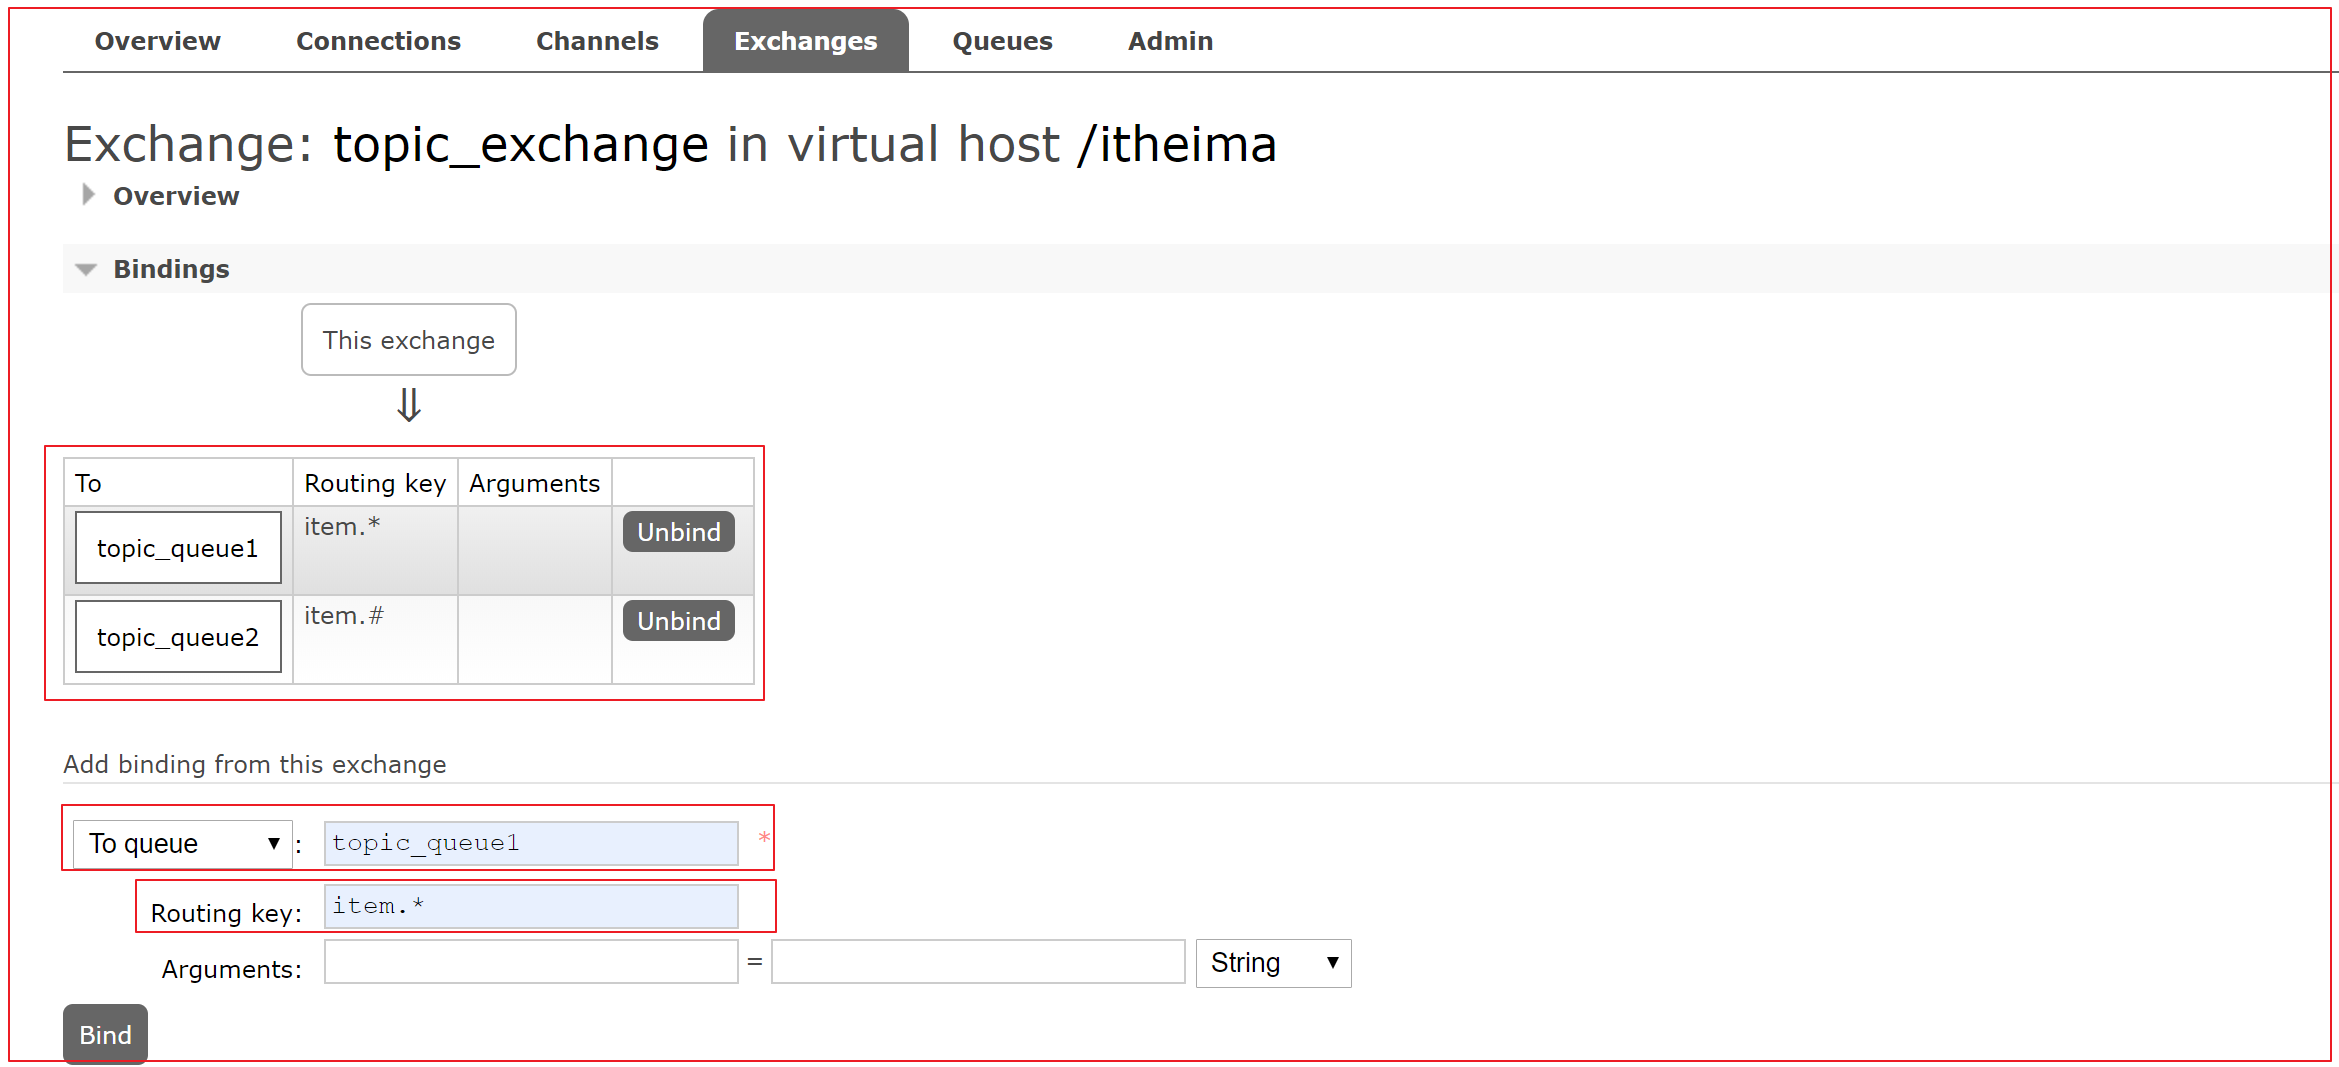 Overview Connections Channels Exchanges Queues Admin
Exchange: topic_exchange in virtual host /itheima
Overview
Bindings
This exchange
⇓
To Routing key Arguments
topic_queue1 item.* Unbind
topic_queue2 item.# Unbind
Add binding from this exchange
To queue : topic_queue1 *
Routing key: item.*
Arguments: = String
Bind